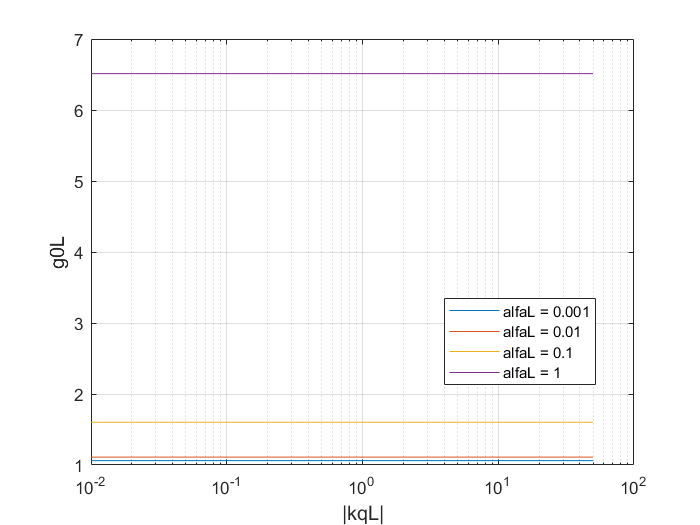 7
6
5
4
3
2
1
g0L
alfaL = 0.001
alfaL = 0.01
alfaL = 0.1
alfaL = 1
10^-2 10^-1 10^0 10^1 10^2
|kqL|